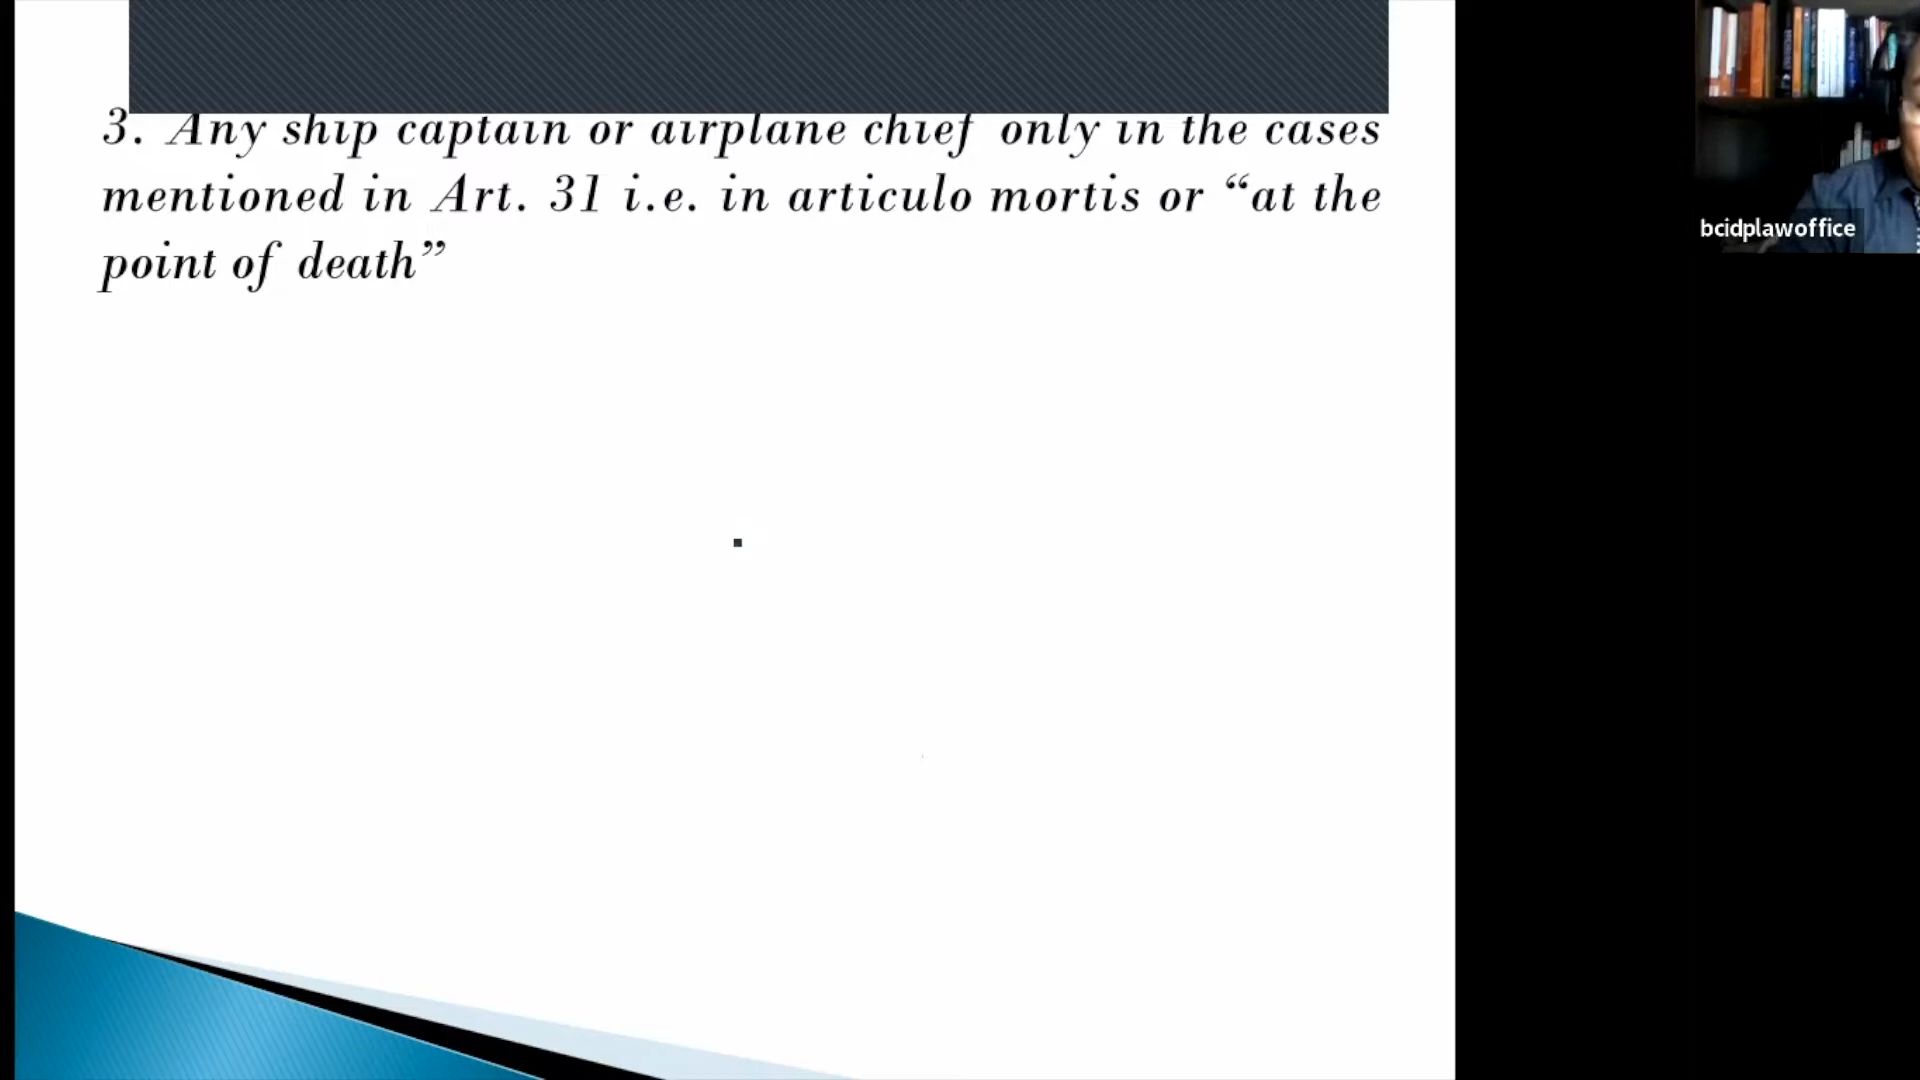 3. Any ship captain or airplane chief only in the cases
mentioned in Art. 31 i.e. in articulo mortis or “at the
point of death”
bcidplawoffice